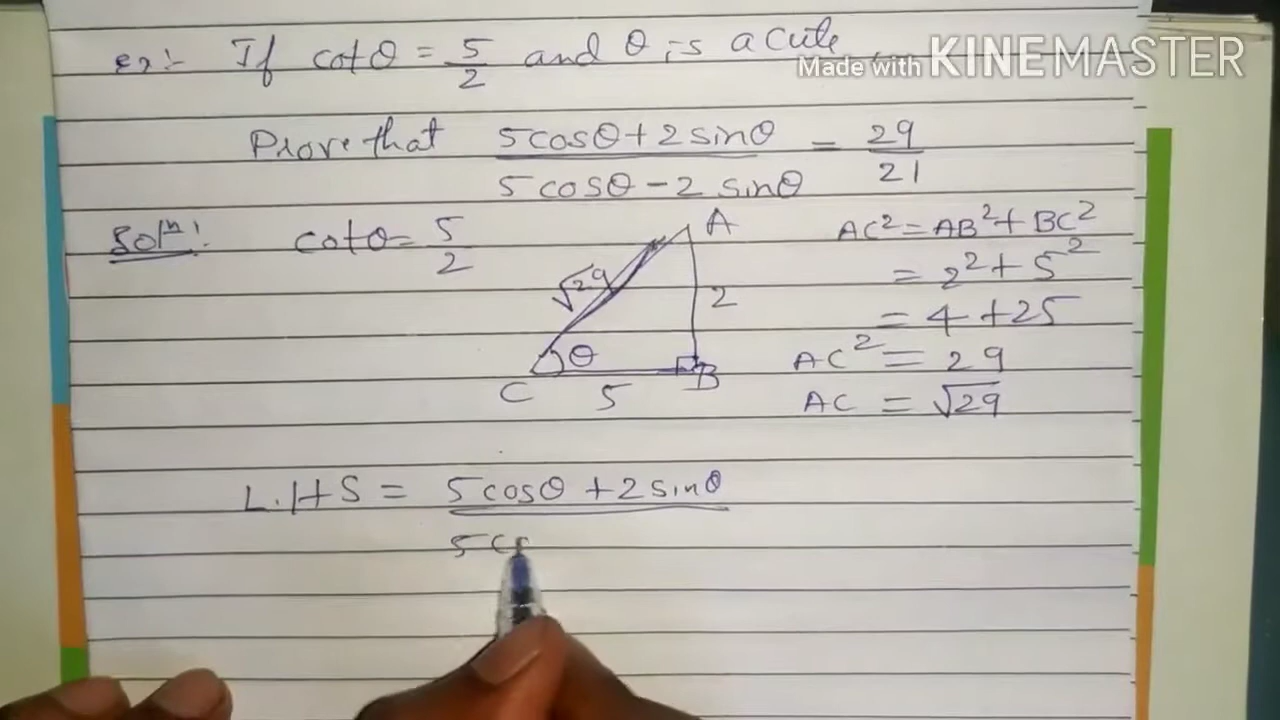 ex:- If cotθ = 5/2 and θ is acute,
Made with KINEMASTER
Prove that 5cosθ+2sinθ / 5cosθ-2sinθ = 29/21
Solⁿ: cotθ = 5/2
A
√29
2
θ
C
5
B
AC² = AB² + BC²
= 2² + 5²
= 4 + 25
AC² = 29
AC = √29
L.H.S = 5cosθ + 2sinθ
5co